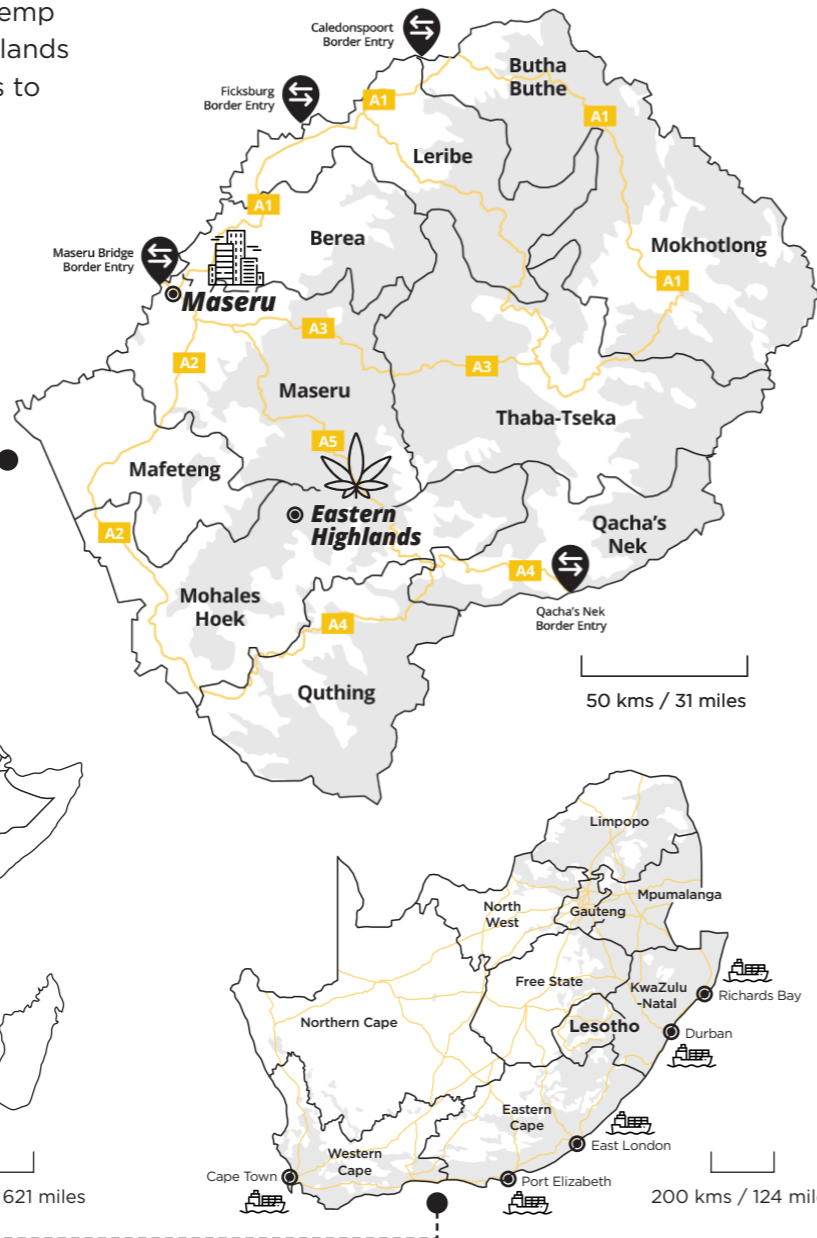 emp
lands
s to
Caledonspoort
Border Entry
Ficksburg
Border Entry
Butha
Buthe
A1
A1
Leribe
A1
Berea
Mokhotlong
Maseru Bridge
Border Entry
A1
Maseru
A3
A2
A3
Maseru
Thaba-Tseka
A5
Mafeteng
Eastern
Highlands
Qacha's
Nek
A2
A4
Mohales
Hoek
Qacha's Nek
Border Entry
A4
Quthing
50 kms / 31 miles
Limpopo
Mpumalanga
North
West
Gauteng
Free State
KwaZulu
-Natal
Richards Bay
Northern Cape
Lesotho
Durban
Eastern
Cape
East London
Western
Cape
Cape Town
Port Elizabeth
621 miles
200 kms / 124 mil